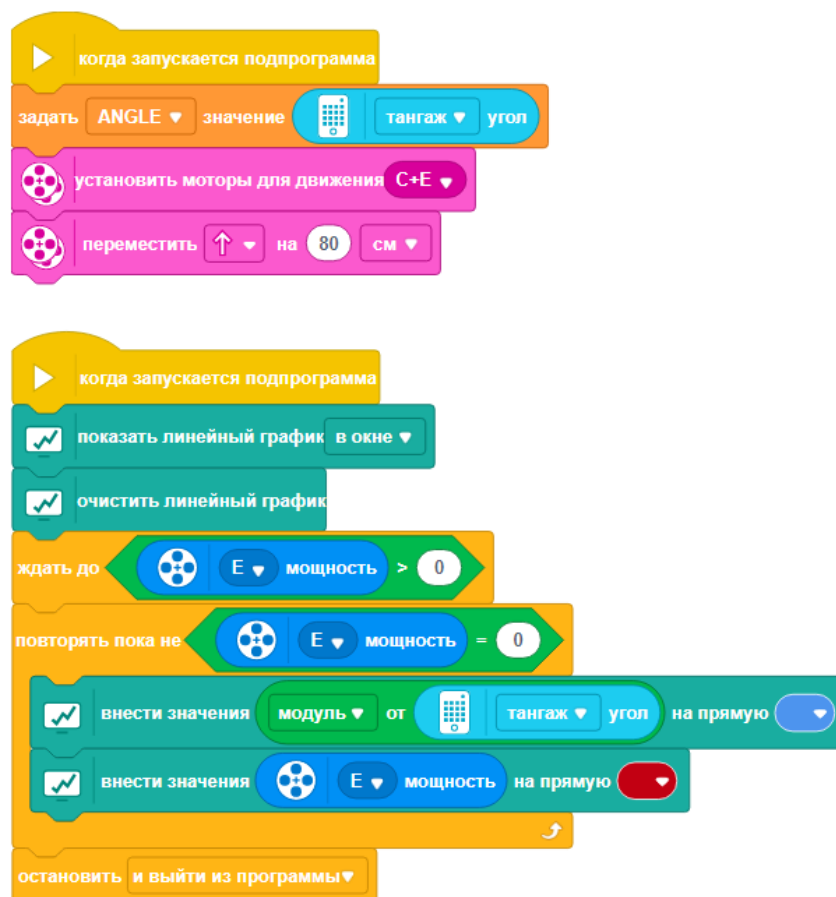 когда запускается подпрограмма
задать ANGLE значение тангаж угол
установить моторы для движения C+E
переместить на 80 см
когда запускается подпрограмма
показать линейный график в окне
очистить линейный график
ждать до E мощность > 0
повторять пока не E мощность = 0
внести значения модуль от тангаж угол на прямую
внести значения E мощность на прямую
остановить и выйти из программы